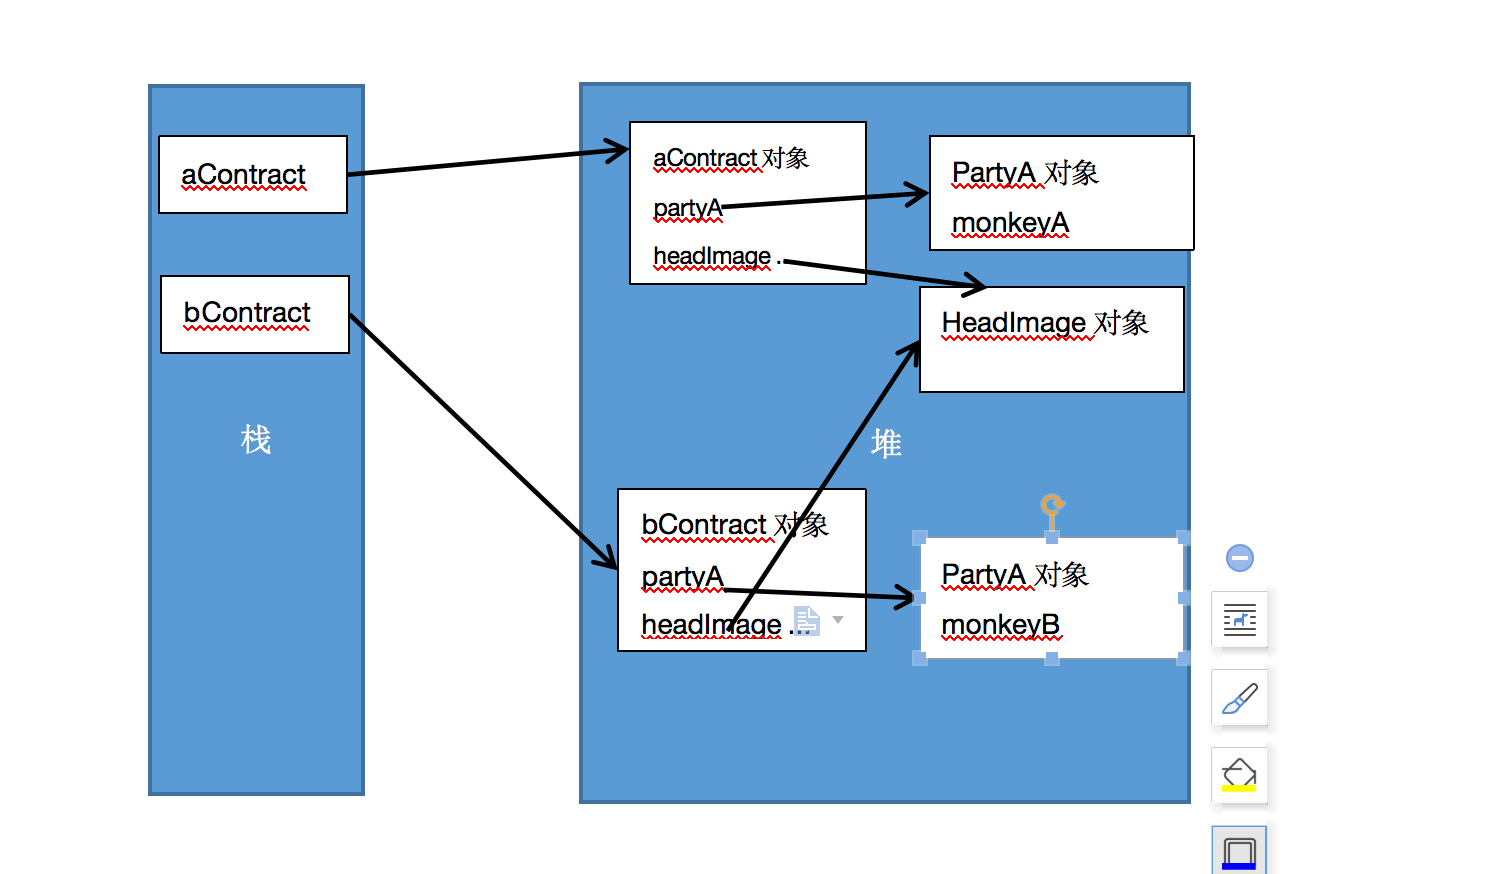 aContract
bContract
栈
aContract 对象
partyA
headImage .
PartyA 对象
monkeyA
HeadImage 对象
堆
bContract 对象
partyA
headImage ...
PartyA 对象
monkeyB